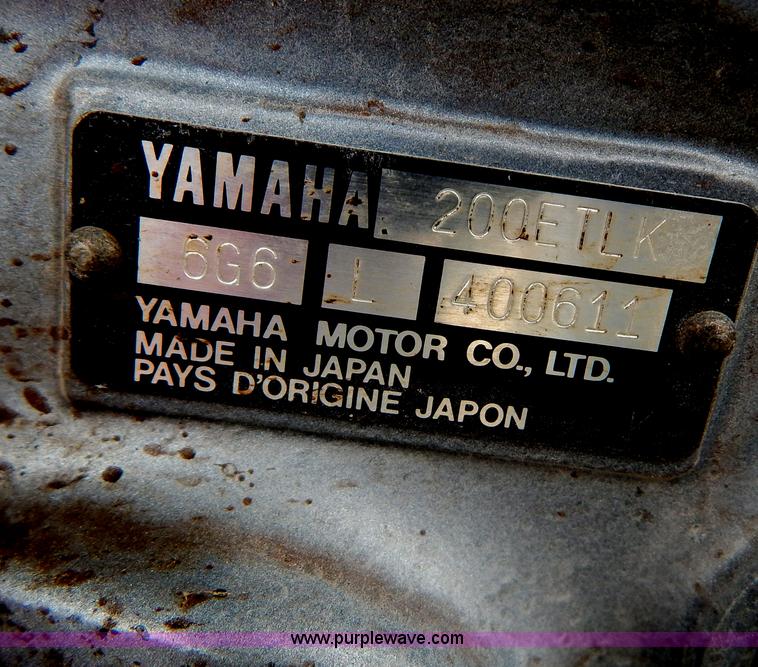 YAMAHA 200ETLK
6G6 L 400611
YAMAHA MOTOR CO., LTD.
MADE IN JAPAN
PAYS D'ORIGINE JAPON
www.purplewave.com